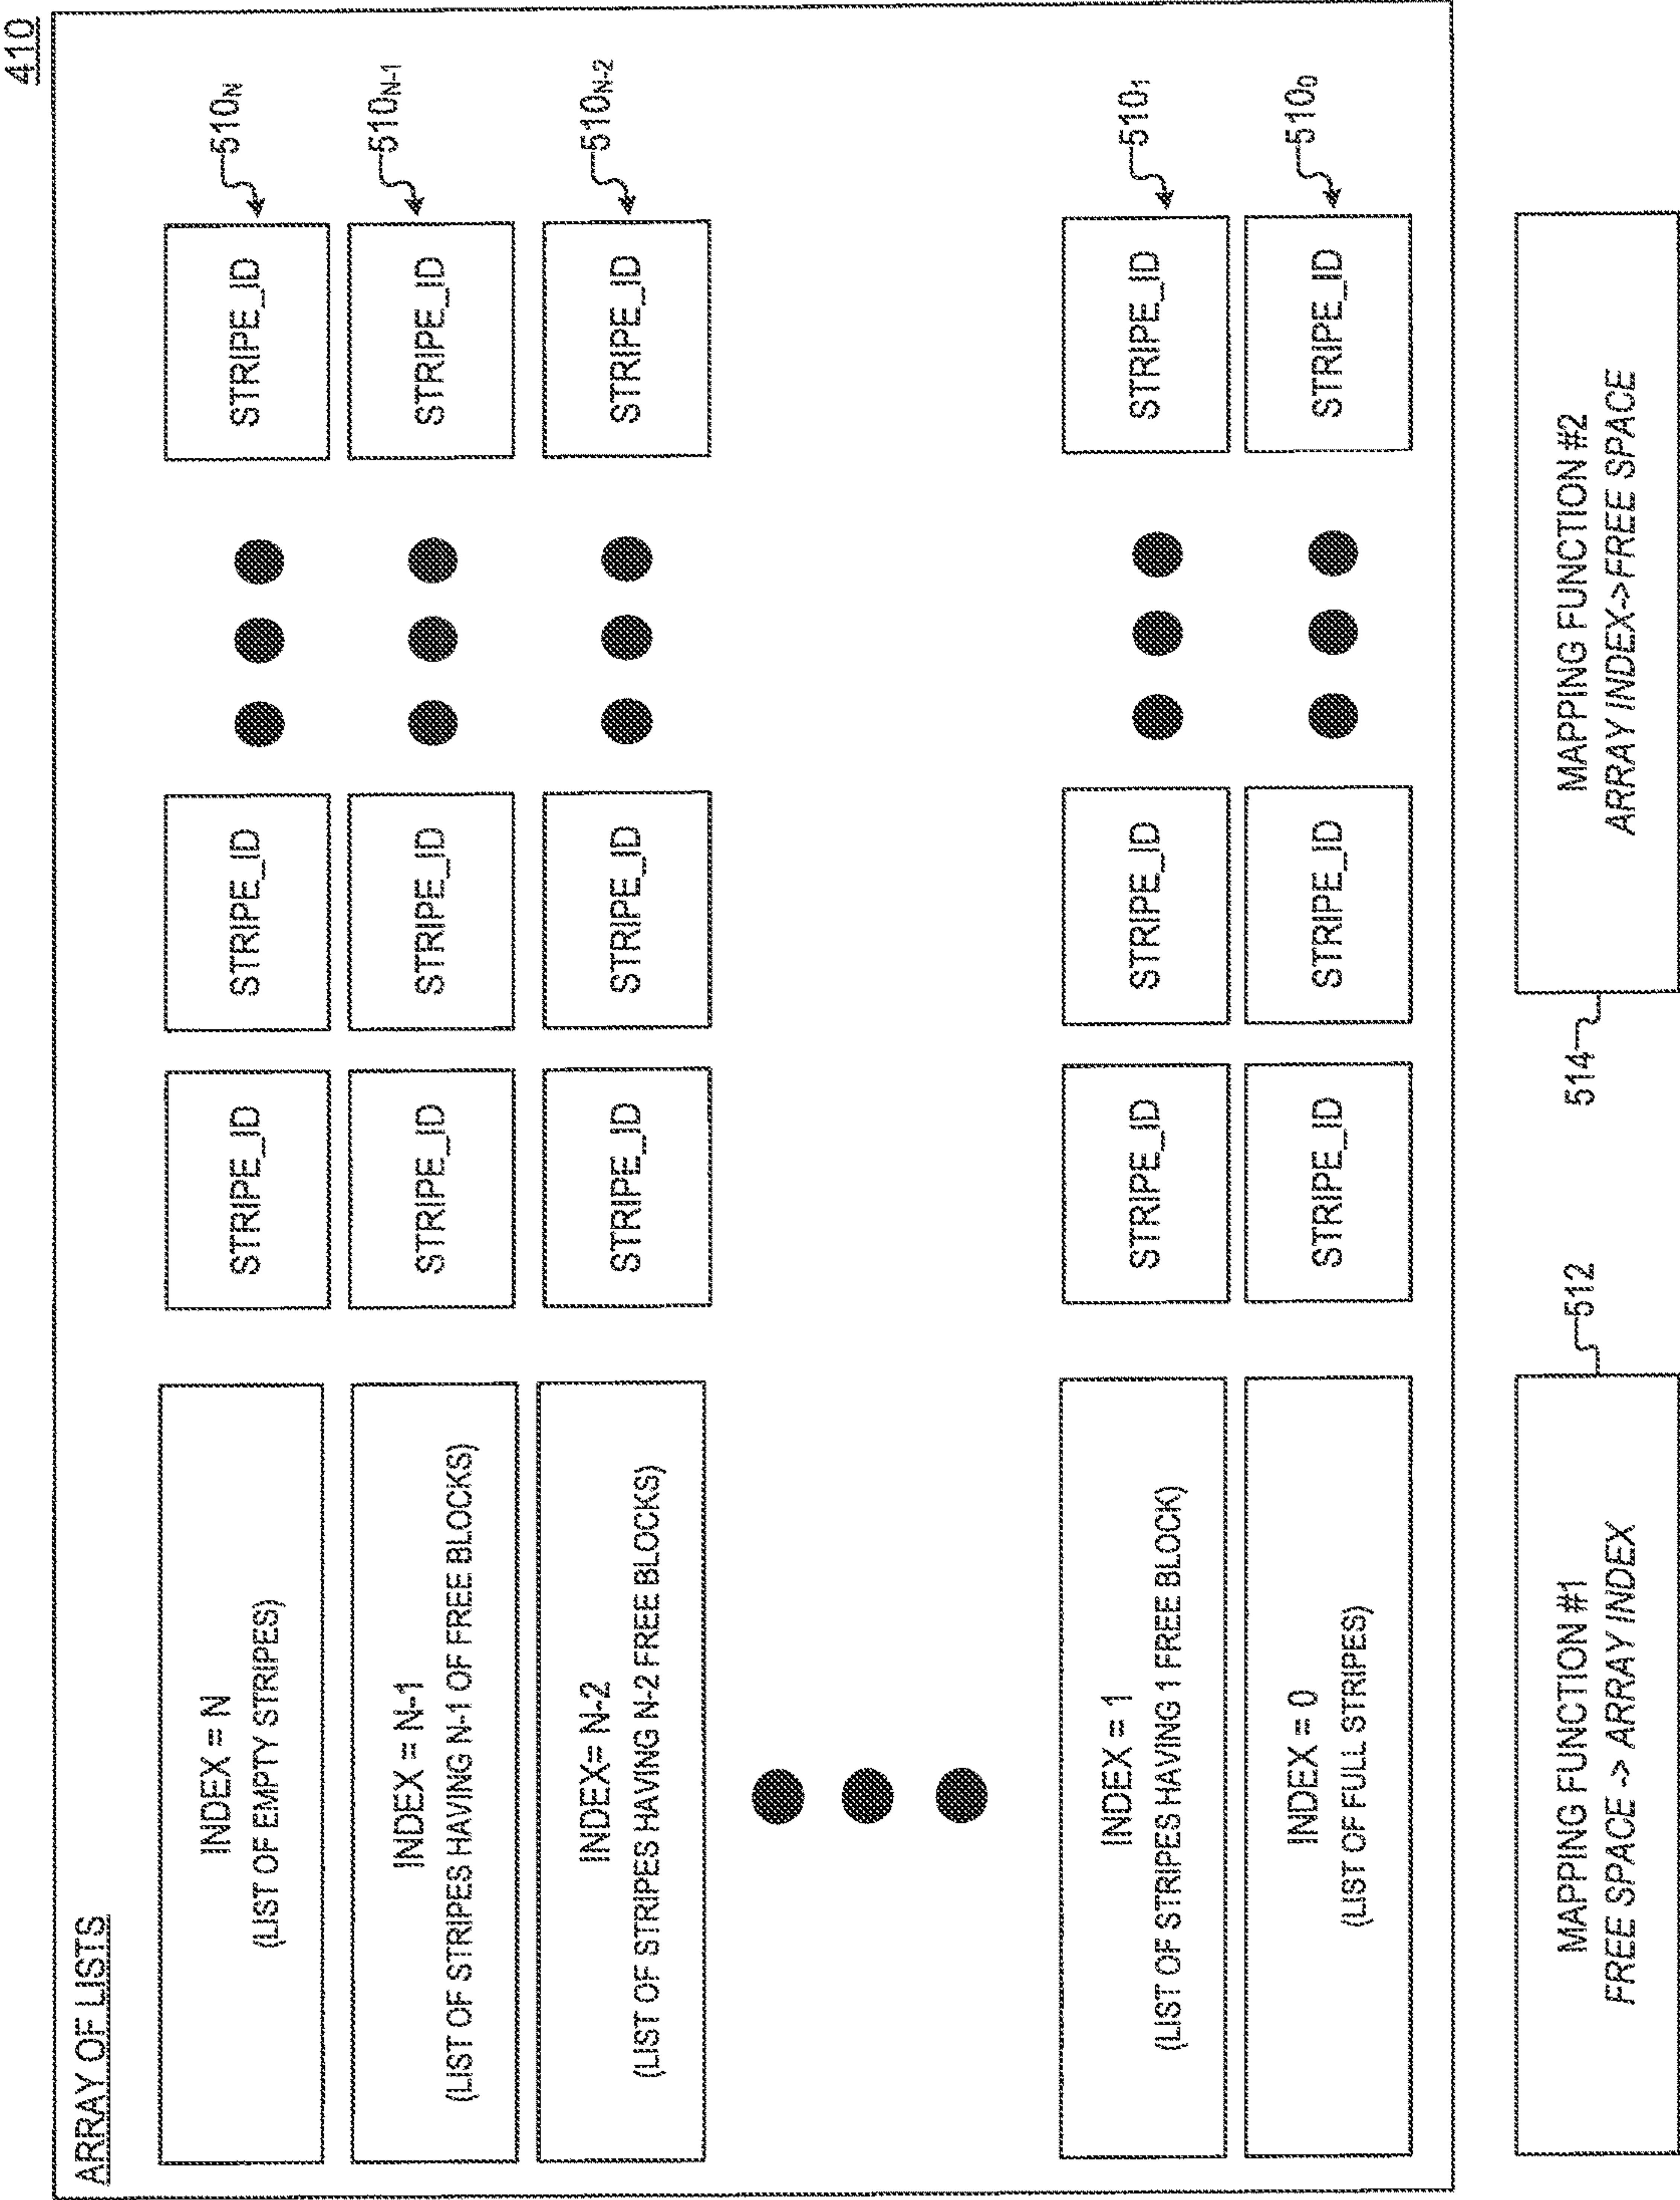 410
ARRAY OF LISTS
INDEX = N
(LIST OF EMPTY STRIPES)
STRIPE_ID
STRIPE_ID
STRIPE_ID
510N
INDEX = N-1
(LIST OF STRIPES HAVING N-1 OF FREE BLOCKS)
STRIPE_ID
STRIPE_ID
STRIPE_ID
510N-1
INDEX= N-2
(LIST OF STRIPES HAVING N-2 FREE BLOCKS)
STRIPE_ID
STRIPE_ID
STRIPE_ID
510N-2
INDEX = 1
(LIST OF STRIPES HAVING 1 FREE BLOCK)
STRIPE_ID
STRIPE_ID
STRIPE_ID
5101
INDEX = 0
(LIST OF FULL STRIPES)
STRIPE_ID
STRIPE_ID
STRIPE_ID
5100
MAPPING FUNCTION #1
FREE SPACE -> ARRAY INDEX
512
514
MAPPING FUNCTION #2
ARRAY INDEX->FREE SPACE